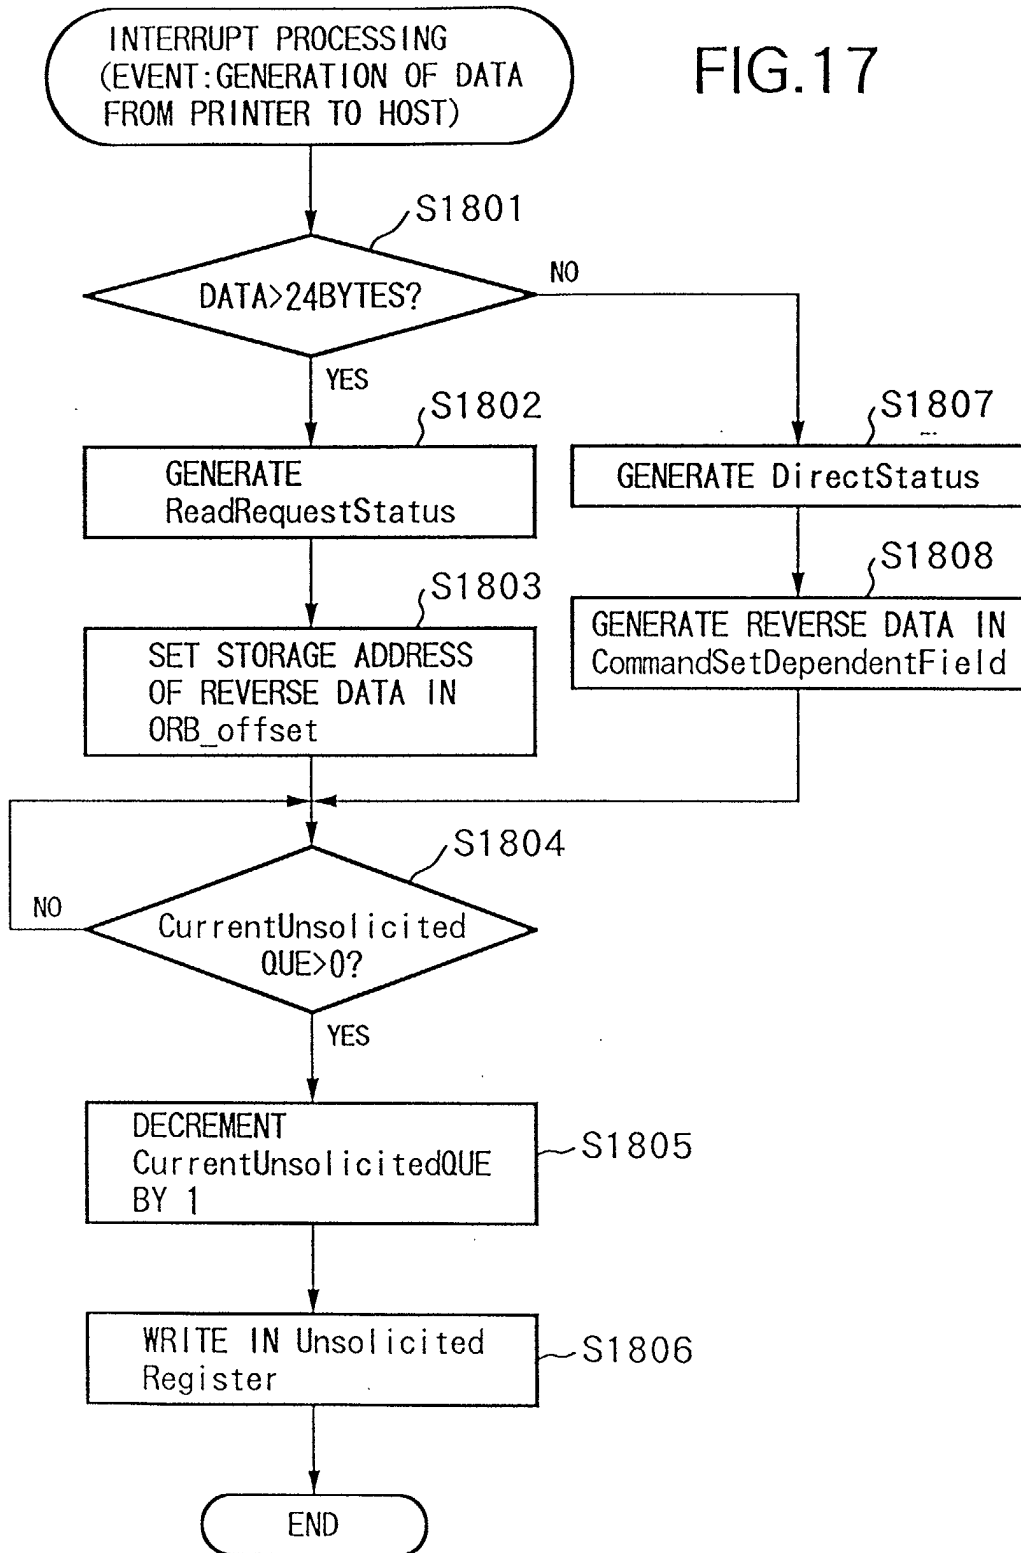 FIG.17
INTERRUPT PROCESSING
(EVENT:GENERATION OF DATA
FROM PRINTER TO HOST)
S1801
DATA>24BYTES?
NO
YES
S1802
GENERATE
ReadRequestStatus
S1807
GENERATE DirectStatus
S1803
SET STORAGE ADDRESS
OF REVERSE DATA IN
ORB_offset
S1808
GENERATE REVERSE DATA IN
CommandSetDependentField
S1804
CurrentUnsolicited
QUE>0?
NO
YES
DECREMENT
CurrentUnsolicitedQUE
BY 1
S1805
WRITE IN Unsolicited
Register
S1806
END